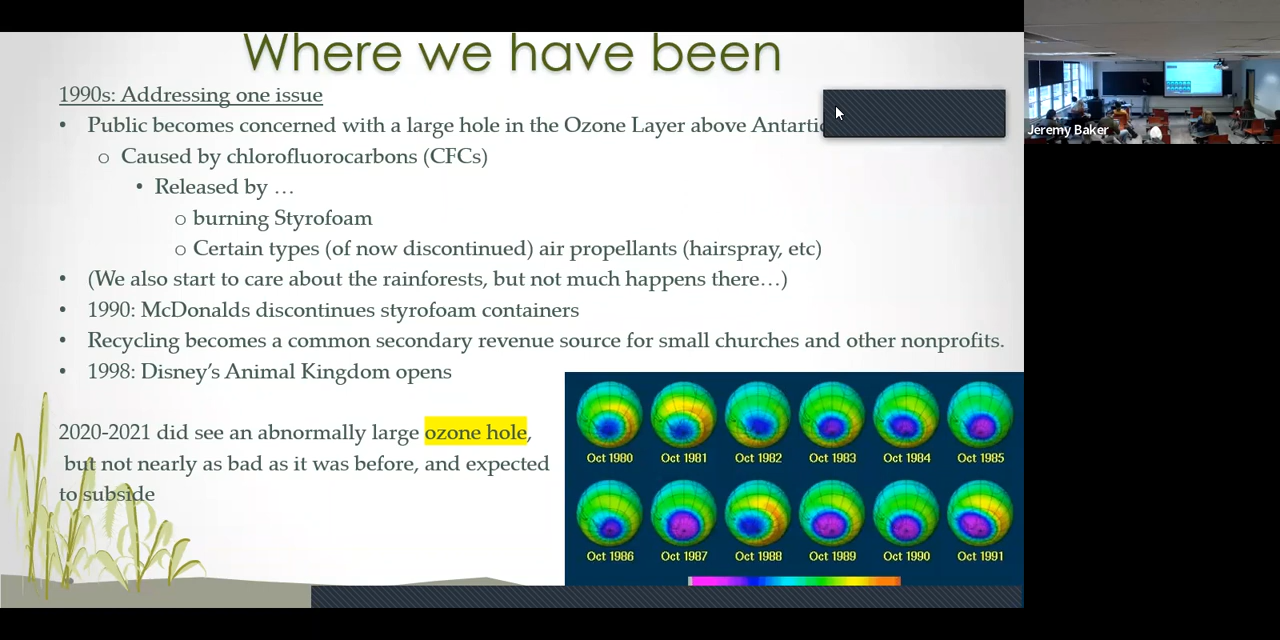 Where we have been
1990s: Addressing one issue
• Public becomes concerned with a large hole in the Ozone Layer above Antartic
o Caused by chlorofluorocarbons (CFCs)
• Released by …
o burning Styrofoam
o Certain types (of now discontinued) air propellants (hairspray, etc)
• (We also start to care about the rainforests, but not much happens there…)
• 1990: McDonalds discontinues styrofoam containers
• Recycling becomes a common secondary revenue source for small churches and other nonprofits.
• 1998: Disney's Animal Kingdom opens
2020-2021 did see an abnormally large ozone hole,
but not nearly as bad as it was before, and expected
to subside
Oct 1980 Oct 1981 Oct 1982 Oct 1983 Oct 1984 Oct 1985
Oct 1986 Oct 1987 Oct 1988 Oct 1989 Oct 1990 Oct 1991
Jeremy Baker